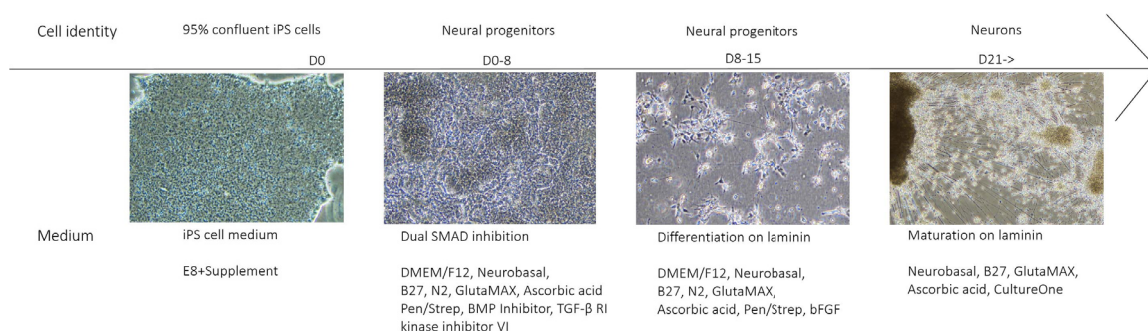 Cell identity
95% confluent iPS cells
Neural progenitors
Neural progenitors
Neurons
D0
D0-8
D8-15
D21->
Medium
iPS cell medium
E8+Supplement
Dual SMAD inhibition
DMEM/F12, Neurobasal,
B27, N2, GlutaMAX, Ascorbic acid
Pen/Strep, BMP Inhibitor, TGF-β RI
kinase inhibitor VI
Differentiation on laminin
DMEM/F12, Neurobasal,
B27, N2, GlutaMAX,
Ascorbic acid, Pen/Strep, bFGF
Maturation on laminin
Neurobasal, B27, GlutaMAX,
Ascorbic acid, CultureOne